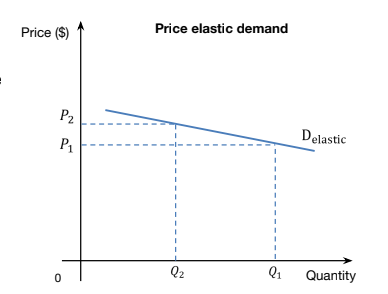 Price elastic demand
Price ($)
P₂
P₁
Dₑₗₐₛₜᵢc
0
Q₂
Q₁
Quantity